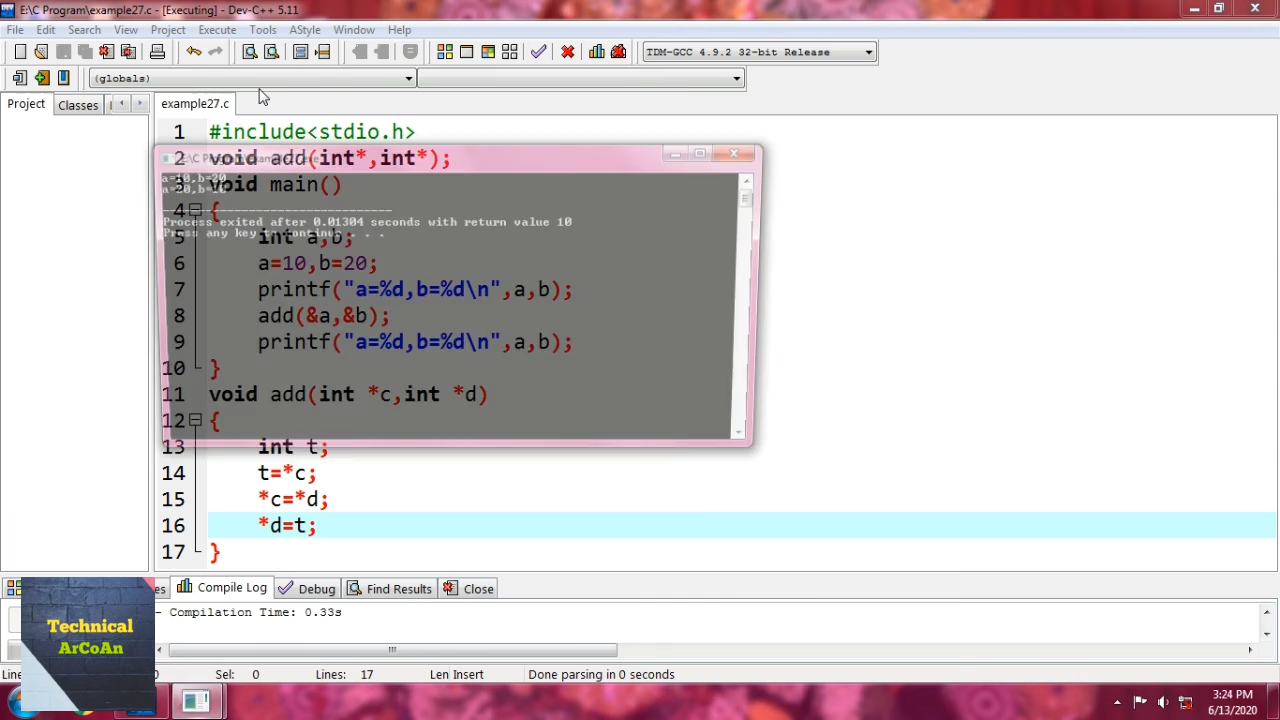 E:\C Program\example27.c - [Executing] - Dev-C++ 5.11
File Edit Search View Project Execute Tools AStyle Window Help
TDM-GCC 4.9.2 32-bit Release
(globals)
Project Classes example27.c
1 #include<stdio.h>
2 void add(int*,int*);
3 void main()
4 {
5 int a,b;
6 a=10,b=20;
7 printf("a=%d,b=%d\n",a,b);
8 add(&a,&b);
9 printf("a=%d,b=%d\n",a,b);
10 }
11 void add(int *c,int *d)
12 {
13 int t;
14 t=*c;
15 *c=*d;
16 *d=t;
17 }
a=10,b=20
a=20,b=10
Process exited after 0.01304 seconds with return value 10
Press any key to continue . . .
Compile Log Debug Find Results Close
- Compilation Time: 0.33s
Technical
ArCoAn
Sel: 0 Lines: 17 Len Insert Done parsing in 0 seconds
3:24 PM
6/13/2020